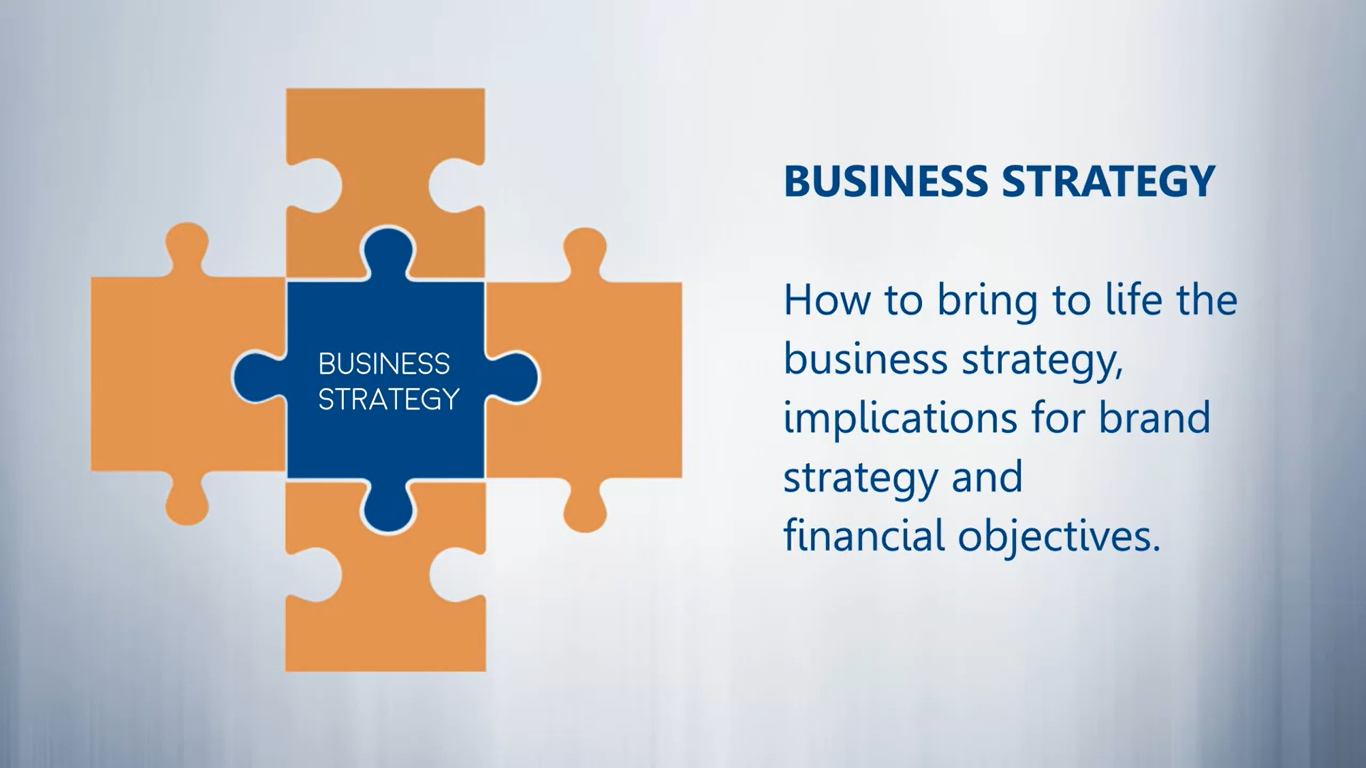 BUSINESS
STRATEGY
BUSINESS STRATEGY
How to bring to life the
business strategy,
implications for brand
strategy and
financial objectives.